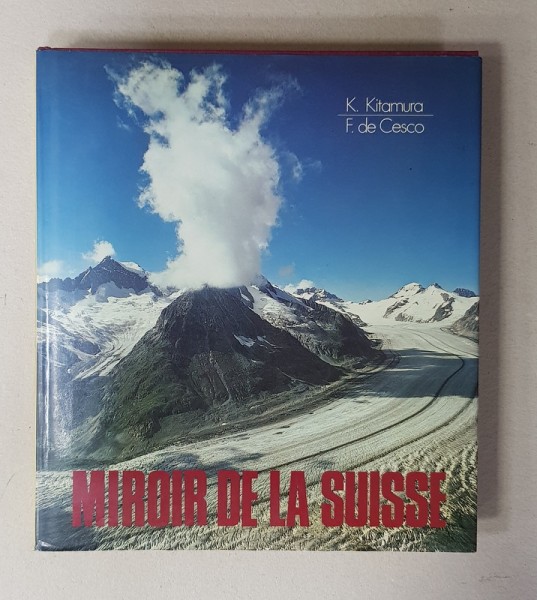 K. Kitamura
F. de Cesco
MIROIR DE LA SUISSE